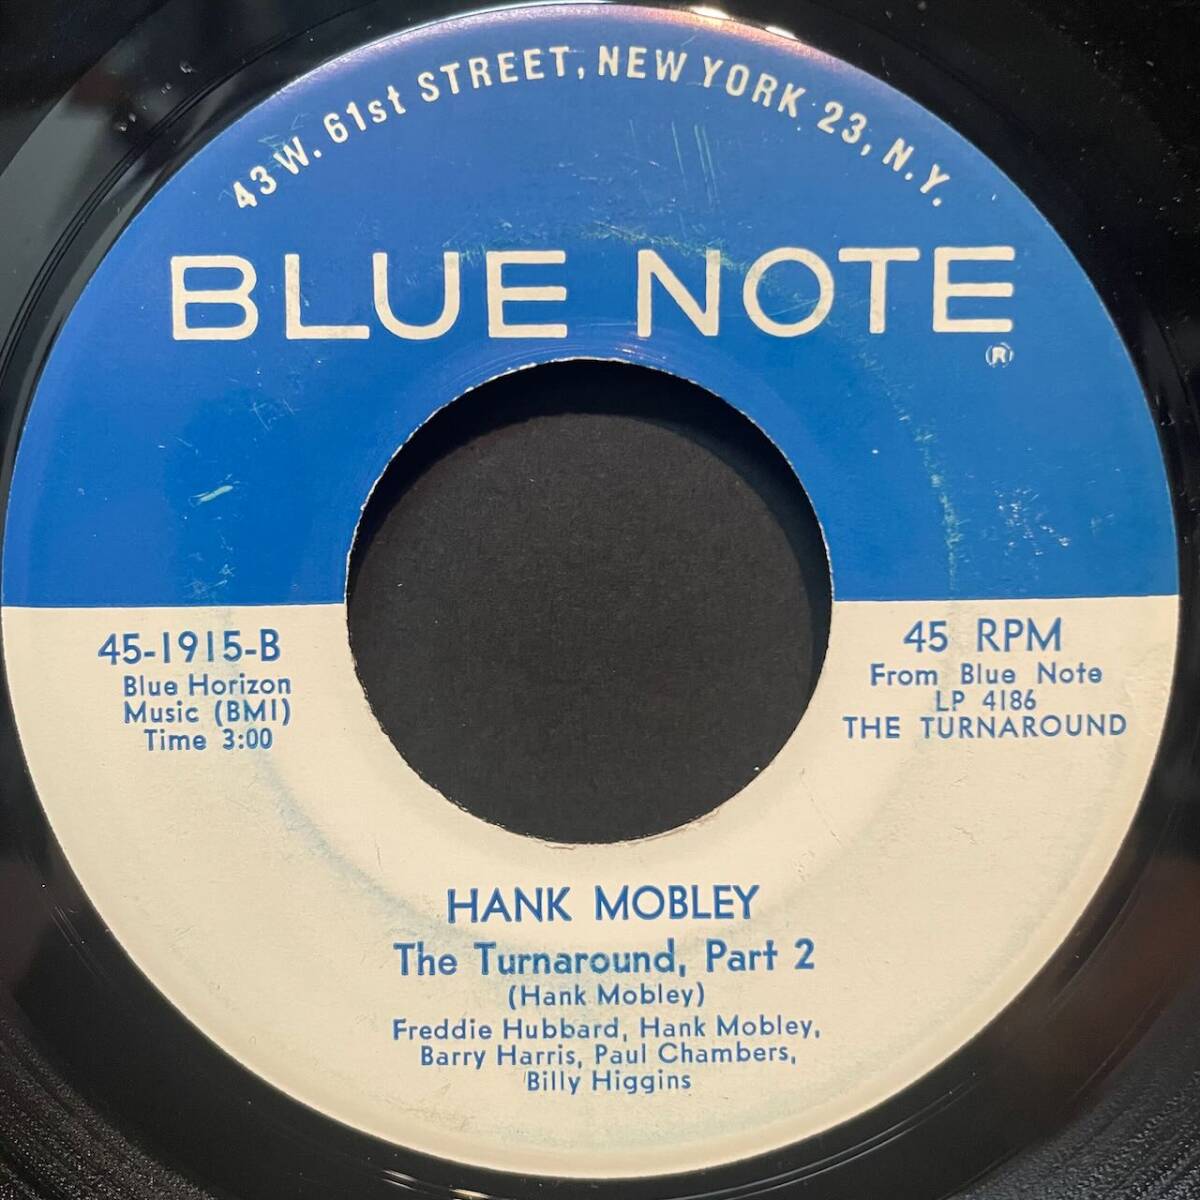 43 W. 61st STREET, NEW YORK 23, N.Y.
BLUE NOTE
®
45-1915-B
Blue Horizon
Music (BMI)
Time 3:00
45 RPM
From Blue Note
LP 4186
THE TURNAROUND
HANK MOBLEY
The Turnaround, Part 2
(Hank Mobley)
Freddie Hubbard, Hank Mobley,
Barry Harris, Paul Chambers,
Billy Higgins